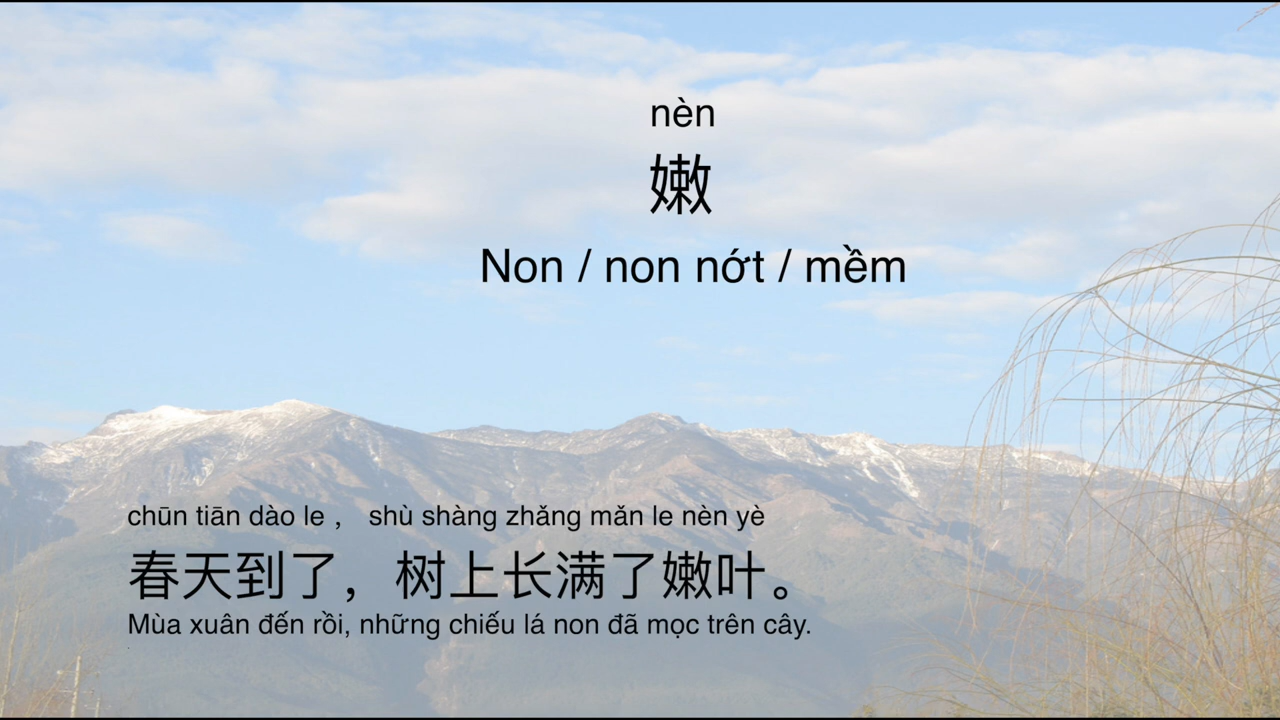 nèn
嫩
Non / non nớt / mềm
chūn tiān dào le ， shù shàng zhǎng mǎn le nèn yè
春天到了，树上长满了嫩叶。
Mùa xuân đến rồi, những chiếu lá non đã mọc trên cây.